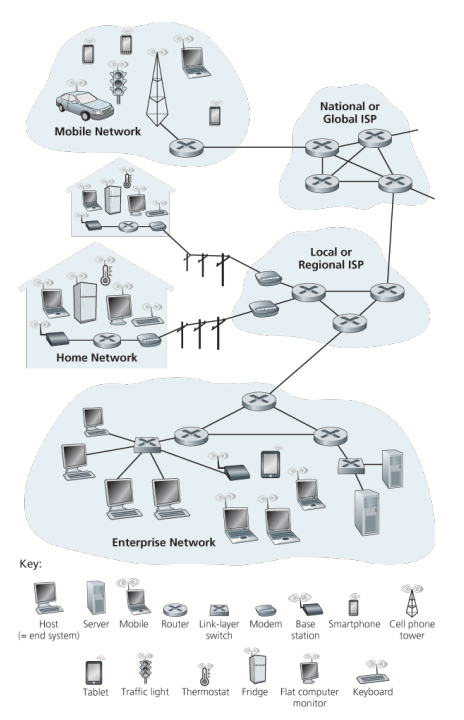 Mobile Network
National or
Global ISP
Local or
Regional ISP
Home Network
Enterprise Network
Key:
Host
(= end system)
Server
Mobile
Router
Link-layer
switch
Modem
Base
station
Smartphone
Cell phone
tower
Tablet
Traffic light
Thermostat
Fridge
Flat computer
monitor
Keyboard